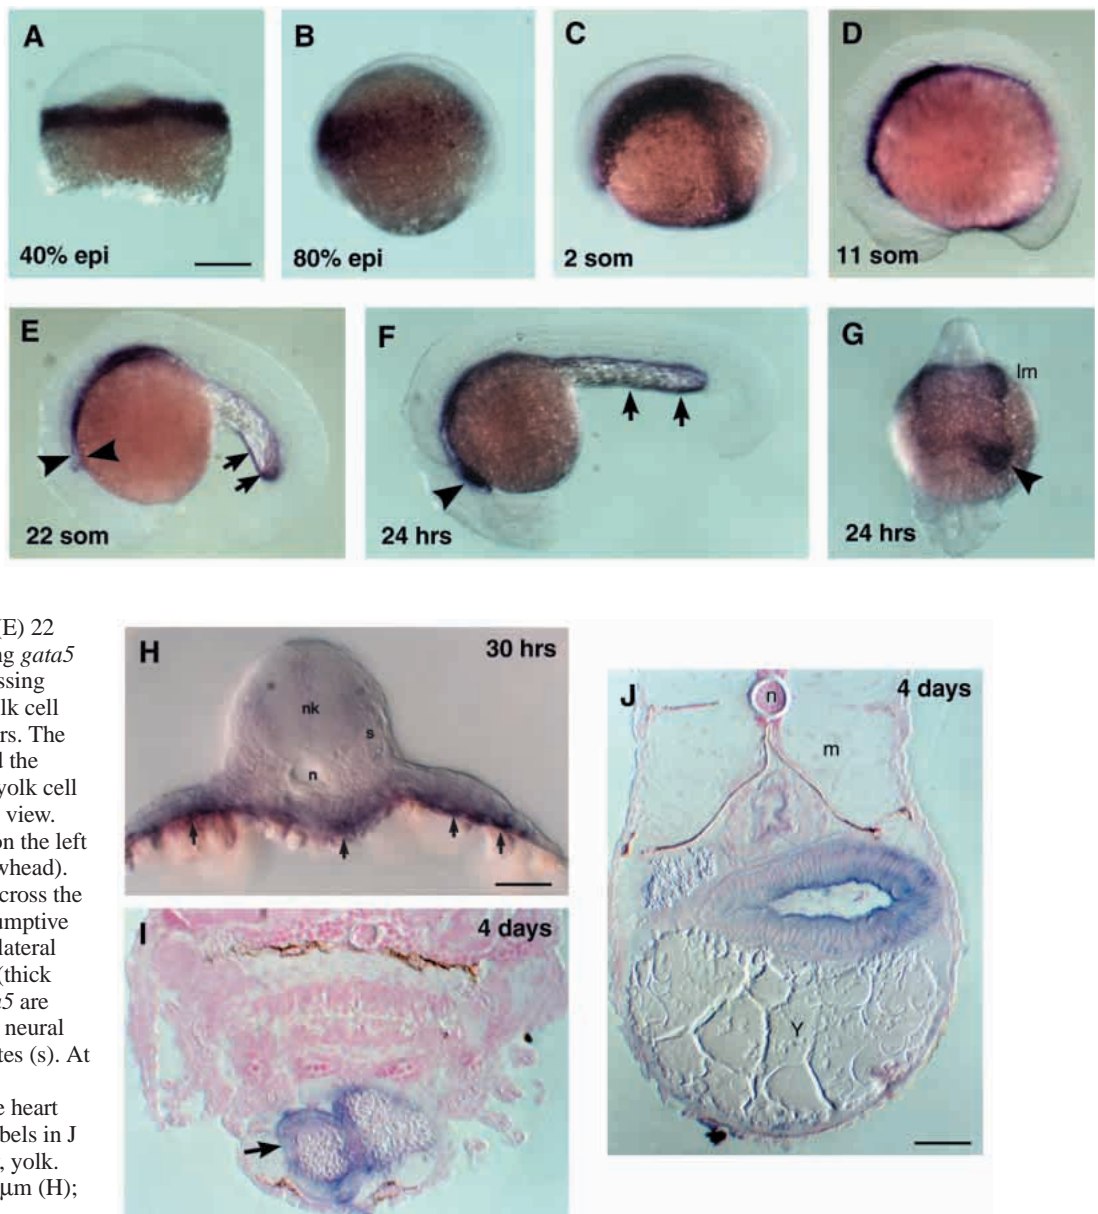 A
40% epi
B
80% epi
C
2 som
D
11 som
E
22 som
F
24 hrs
G
lm
24 hrs
(E) 22
ng gata5
ssing
lk cell
rs. The
d the
yolk cell
view.
on the left
whead).
cross the
umptive
lateral
(thick
a5 are
neural
tes (s). At
e heart
bels in J
, yolk.
µm (H);
H
30 hrs
nk
s
n
I
4 days
J
4 days
n
m
Y